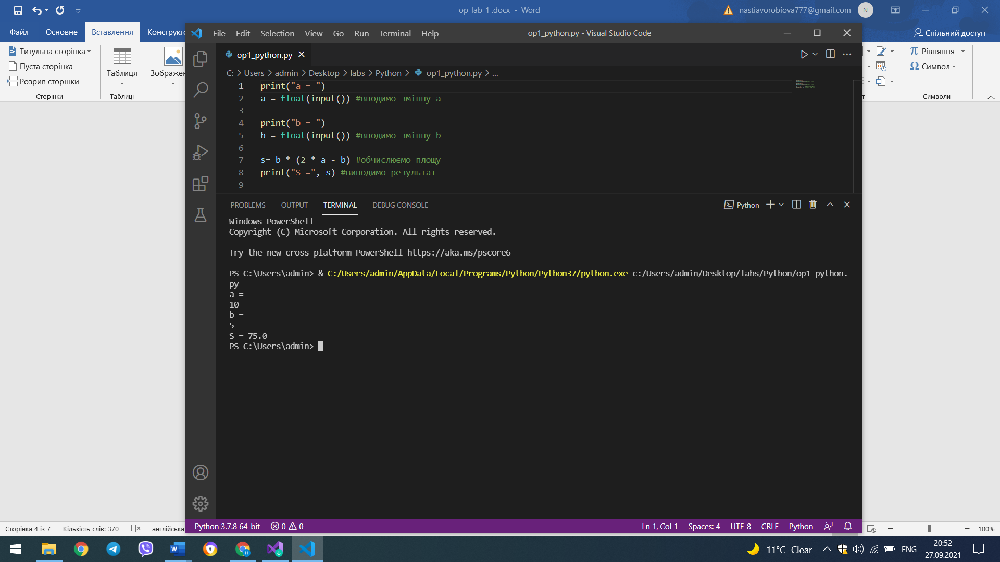 op_lab_1 .docx - Word
nastiavorobiova777@gmail.com
N
Файл
Основне
Вставлення
Конструкто
Спільний доступ
Титульна сторінка
Пуста сторінка
Розрив сторінки
Сторінки
Таблиця
Таблиці
Зображен
Рівняння
Символ
Символи
File Edit Selection View Go Run Terminal Help
op1_python.py - Visual Studio Code
op1_python.py
C: > Users > admin > Desktop > labs > Python > op1_python.py > ...
1 print("a = ")
2 a = float(input()) #вводимо змінну a
3
4 print("b = ")
5 b = float(input()) #вводимо змінну b
6
7 s= b * (2 * a - b) #обчислюємо площу
8 print("S =", s) #виводимо результат
9
PROBLEMS OUTPUT TERMINAL DEBUG CONSOLE
Python
Windows PowerShell
Copyright (C) Microsoft Corporation. All rights reserved.
Try the new cross-platform PowerShell https://aka.ms/pscore6
PS C:\Users\admin> & C:/Users/admin/AppData/Local/Programs/Python/Python37/python.exe c:/Users/admin/Desktop/labs/Python/op1_python.
py
a =
10
b =
5
S = 75.0
PS C:\Users\admin>
Python 3.7.8 64-bit 0 0
Ln 1, Col 1 Spaces: 4 UTF-8 CRLF Python
Сторінка 4 із 7 Кількість слів: 370 англійська
100%
11°C Clear
ENG
20:52
27.09.2021